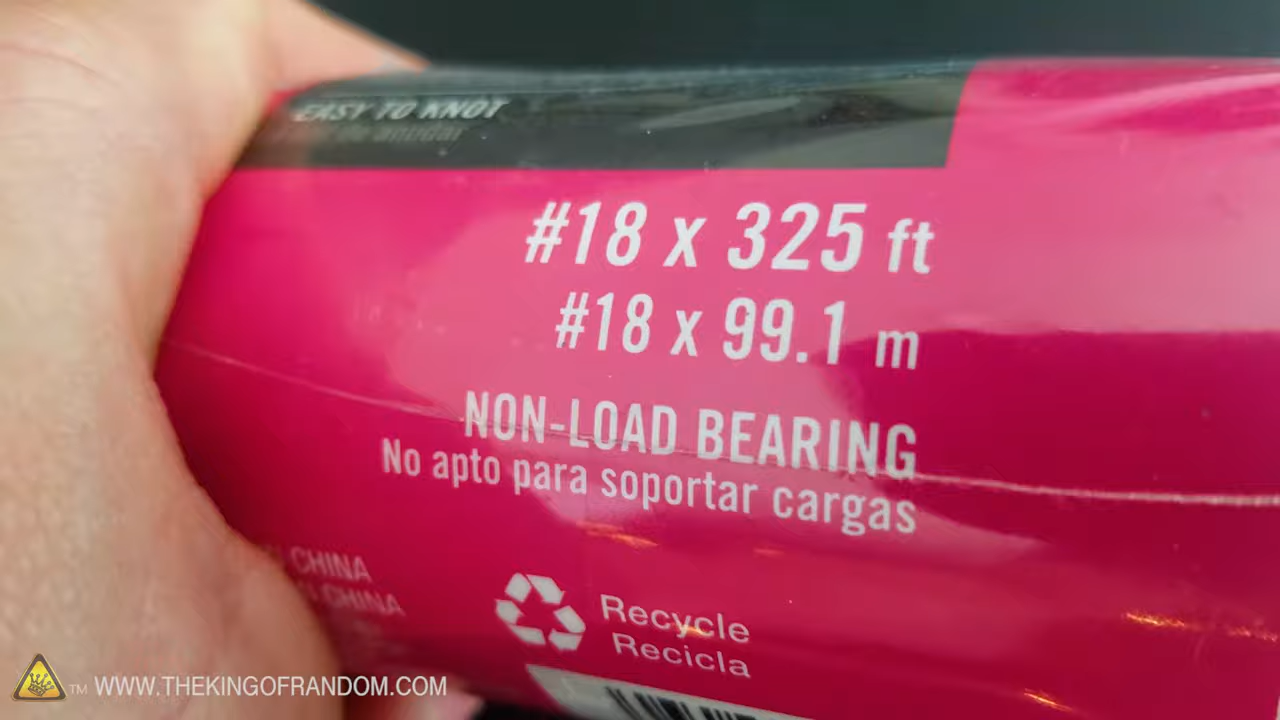 EASY TO KNOT
#18 x 325 ft
#18 x 99.1 m
NON-LOAD BEARING
No apto para soportar cargas
CHINA
CHINA
Recycle
Recicla
TM WWW.THEKINGOFRANDOM.COM